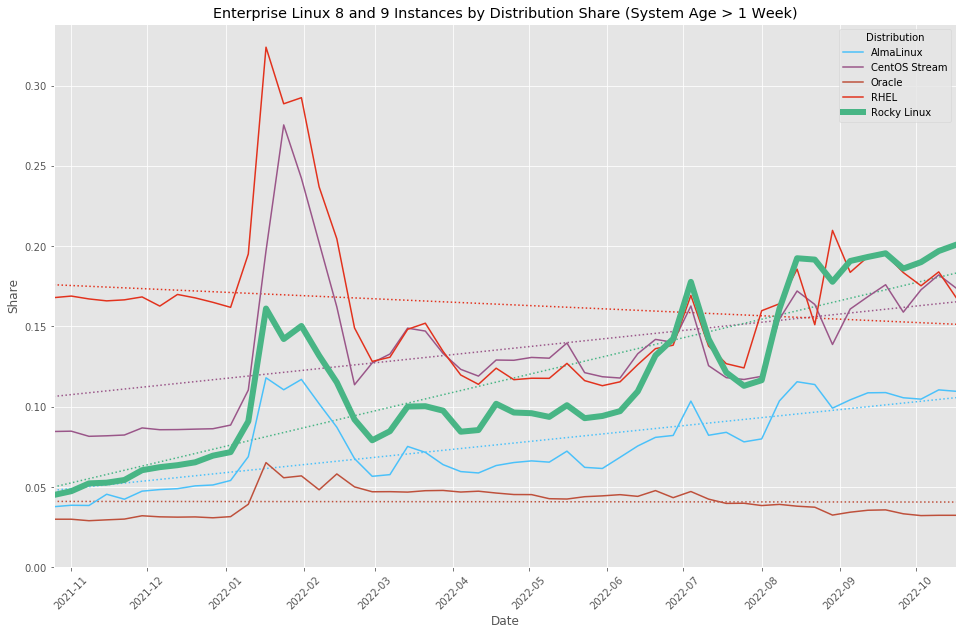 Enterprise Linux 8 and 9 Instances by Distribution Share (System Age > 1 Week)
Distribution
AlmaLinux
CentOS Stream
Oracle
RHEL
Rocky Linux
Share
0.30
0.25
0.20
0.15
0.10
0.05
0.00
2021-11
2021-12
2022-01
2022-02
2022-03
2022-04
2022-05
2022-06
2022-07
2022-08
2022-09
2022-10
Date